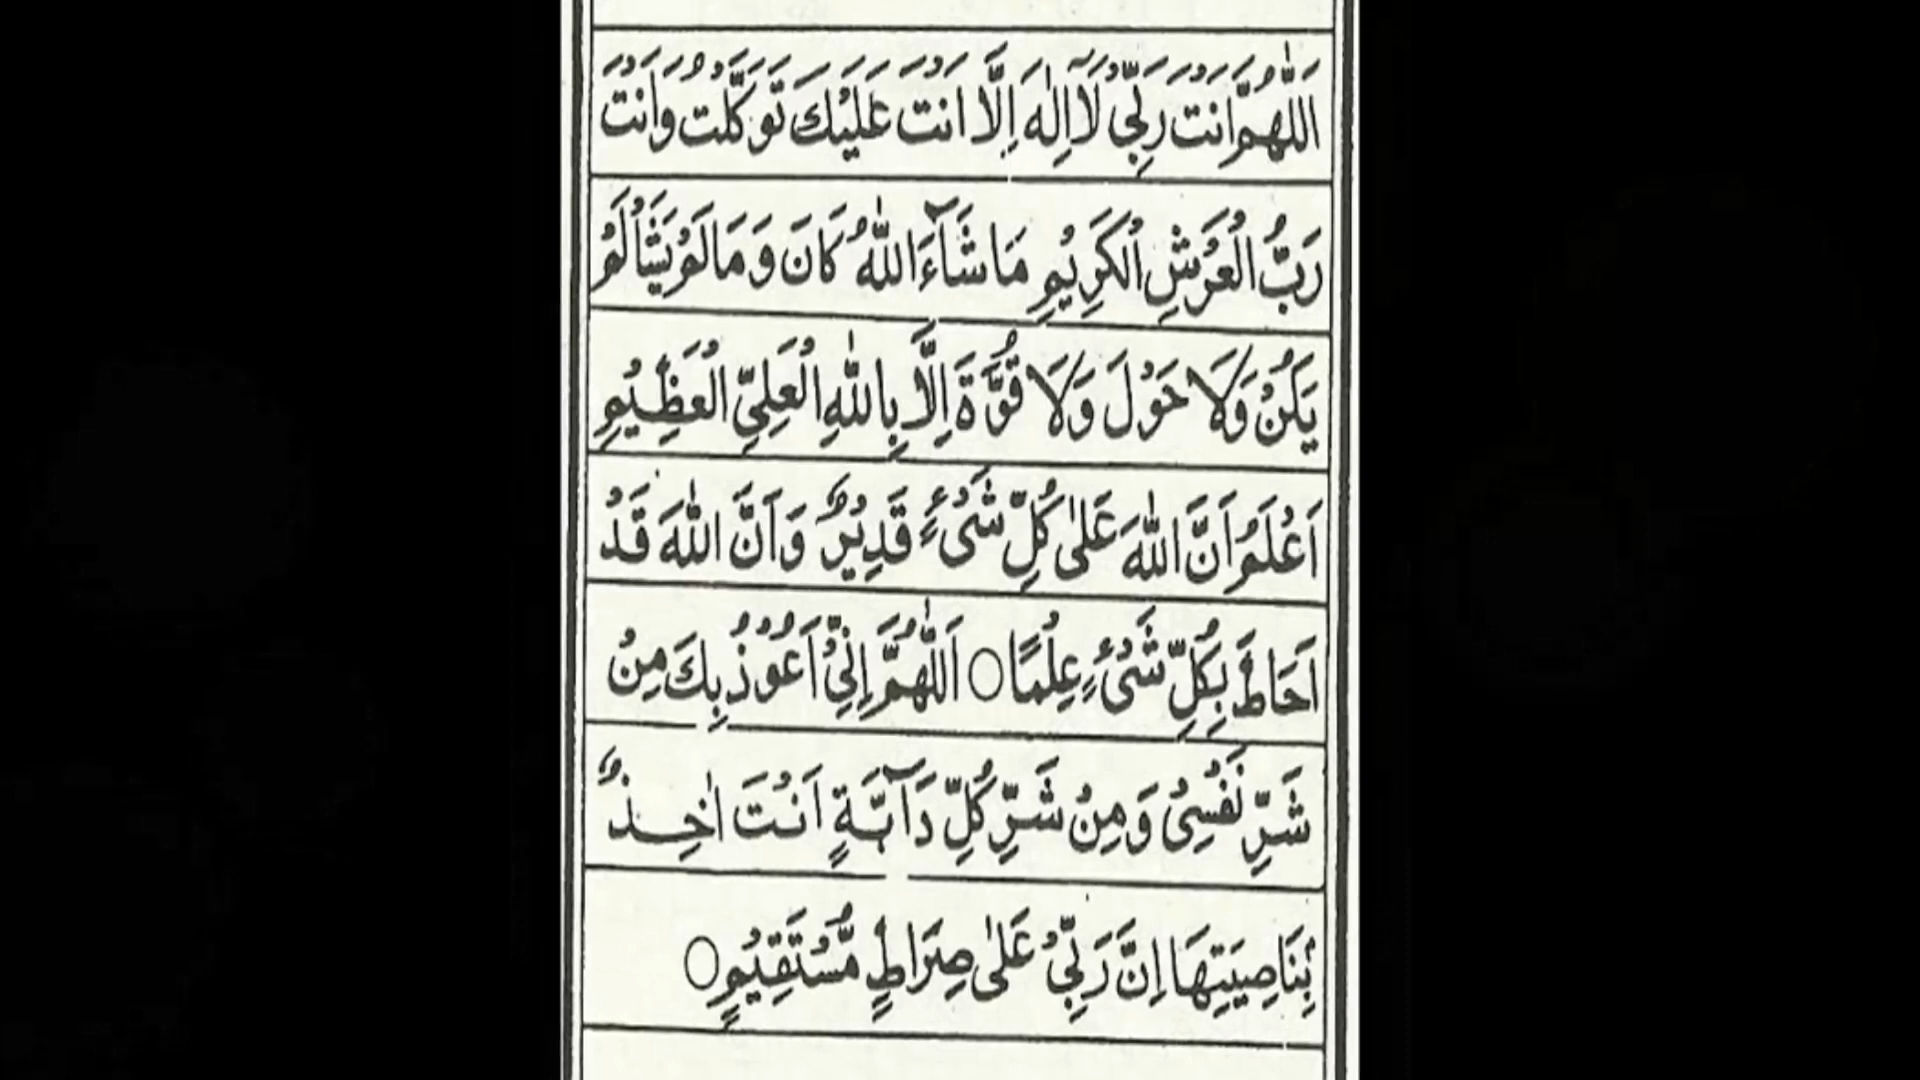 اَللّٰهُمَّ اَنْتَ رَبِّیْ لَآ اِلٰهَ اِلَّا اَنْتَ عَلَیْكَ تَوَكَّلْتُ وَاَنْتَ
رَبُّ الْعَرْشِ الْكَرِیْمِ مَا شَآءَ اللّٰهُ كَانَ وَمَا لَمْ یَشَاْ لَمْ
یَكُنْ وَلَا حَوْلَ وَلَا قُوَّةَ اِلَّا بِاللّٰهِ الْعَلِیِّ الْعَظِیْمِ
اَعْلَمُ اَنَّ اللّٰهَ عَلٰی كُلِّ شَیْءٍ قَدِیْرٌ وَاَنَّ اللّٰهَ قَدْ
اَحَاطَ بِكُلِّ شَیْءٍ عِلْمًا ○ اَللّٰهُمَّ اِنِّیْ اَعُوْذُ بِكَ مِنْ
شَرِّ نَفْسِیْ وَمِنْ شَرِّ كُلِّ دَآبَّةٍ اَنْتَ اٰخِذٌ
بِنَاصِیَتِهَا اِنَّ رَبِّیْ عَلٰی صِرَاطٍ مُّسْتَقِیْمٍ ○